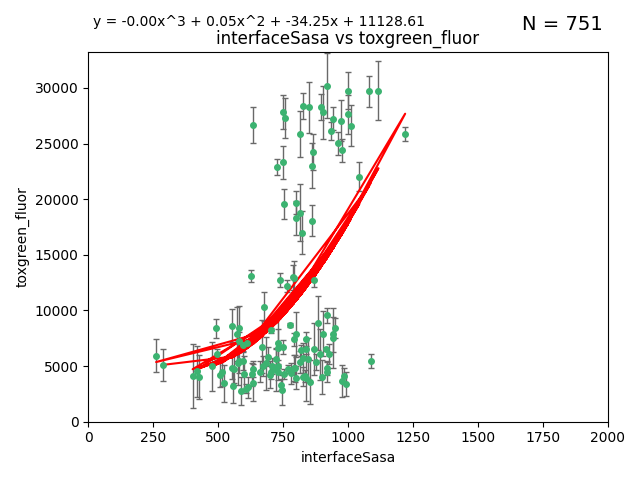 y = -0.00x^3 + 0.05x^2 + -34.25x + 11128.61
N = 751
interfaceSasa vs toxgreen_fluor
30000
25000
20000
15000
10000
5000
0
toxgreen_fluor
0 250 500 750 1000 1250 1500 1750 2000
interfaceSasa